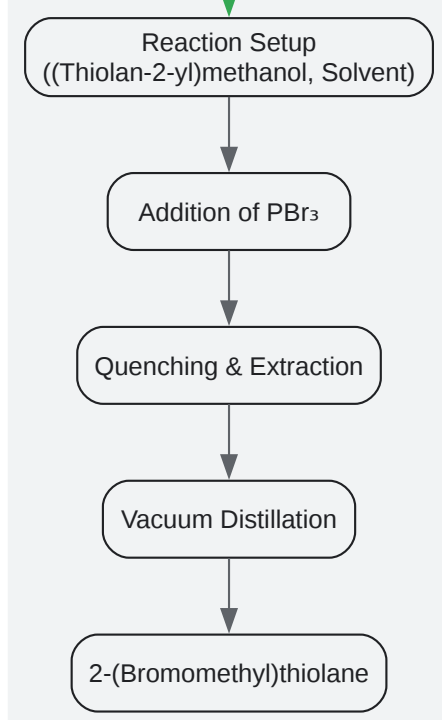 Reaction Setup
((Thiolan-2-yl)methanol, Solvent)
Addition of PBr₃
Quenching & Extraction
Vacuum Distillation
2-(Bromomethyl)thiolane